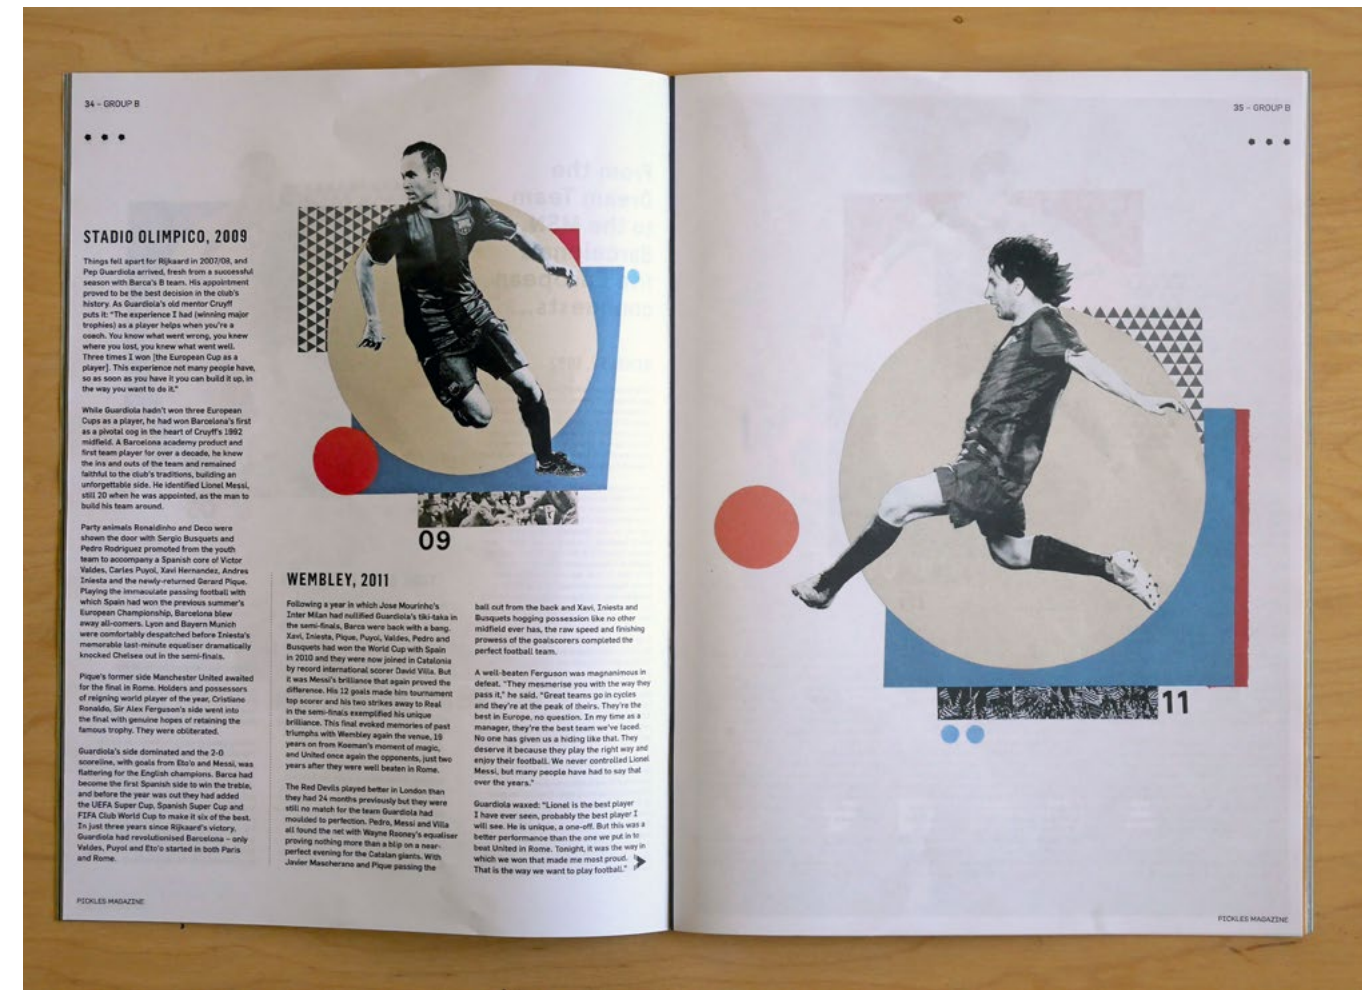 34 – GROUP B
STADIO OLIMPICO, 2009
Things fell apart for Rijkaard in 2007/08, and
Pep Guardiola arrived, fresh from a successful
season with Barca's B team. His appointment
proved to be the best decision in the club's
history. As Guardiola's old mentor Cruyff
puts it: "The experience I had (winning major
trophies) as a player helps when you're a
coach. You know what went wrong, you knew
where you lost, you knew what went well.
Three times I won [the European Cup as a
player]. This experience not many people have,
so as soon as you have it you can build it up, in
the way you want to do it."
While Guardiola hadn't won three European
Cups as a player, he had won Barcelona's first
as a pivotal cog in the heart of Cruyff's 1992
midfield. A Barcelona academy product and
first team player for over a decade, he knew
the ins and outs of the team and remained
faithful to the club's traditions, building an
unforgettable side. He identified Lionel Messi,
still 20 when he was appointed, as the man to
build his team around.
Party animals Ronaldinho and Deco were
shown the door with Sergio Busquets and
Pedro Rodriguez promoted from the youth
team to accompany a Spanish core of Victor
Valdes, Carles Puyol, Xavi Hernandez, Andres
Iniesta and the newly-returned Gerard Pique.
Playing the immaculate passing football with
which Spain had won the previous summer's
European Championship, Barcelona blew
away all-comers. Lyon and Bayern Munich
were comfortably despatched before Iniesta's
memorable last-minute equaliser dramatically
knocked Chelsea out in the semi-finals.
Pique's former side Manchester United awaited
for the final in Rome. Holders and possessors
of reigning world player of the year, Cristiano
Ronaldo, Sir Alex Ferguson's side went into
the final with genuine hopes of retaining the
famous trophy. They were obliterated.
Guardiola's side dominated and the 2-0
scoreline, with goals from Eto'o and Messi, was
flattering for the English champions. Barca had
become the first Spanish side to win the treble,
and before the year was out they had added
the UEFA Super Cup, Spanish Super Cup and
FIFA Club World Cup to make it six of the best.
In just three years since Rijkaard's victory,
Guardiola had revolutionised Barcelona – only
Valdes, Puyol and Eto'o started in both Paris
and Rome.
09
WEMBLEY, 2011
Following a year in which Jose Mourinho's
Inter Milan had nullified Guardiola's tiki-taka in
the semi-finals, Barca were back with a bang.
Xavi, Iniesta, Pique, Puyol, Valdes, Pedro and
Busquets had won the World Cup with Spain
in 2010 and they were now joined in Catalonia
by record international scorer David Villa. But
it was Messi's brilliance that again proved the
difference. His 12 goals made him tournament
top scorer and his two strikes away to Real
in the semi-finals exemplified his unique
brilliance. This final evoked memories of past
triumphs with Wembley again the venue, 19
years on from Koeman's moment of magic,
and United once again the opponents, just two
years after they were well beaten in Rome.
The Red Devils played better in London than
they had 24 months previously but they were
still no match for the team Guardiola had
moulded to perfection. Pedro, Messi and Villa
all found the net with Wayne Rooney's equaliser
proving nothing more than a blip on a near-
perfect evening for the Catalan giants. With
Javier Mascherano and Pique passing the
ball out from the back and Xavi, Iniesta and
Busquets hogging possession like no other
midfield ever has, the raw speed and finishing
prowess of the goalscorers completed the
perfect football team.
A well-beaten Ferguson was magnanimous in
defeat. "They mesmerise you with the way they
pass it," he said. "Great teams go in cycles
and they're at the peak of theirs. They're the
best in Europe, no question. In my time as a
manager, they're the best team we've faced.
No one has given us a hiding like that. They
deserve it because they play the right way and
enjoy their football. We never controlled Lionel
Messi, but many people have had to say that
over the years."
Guardiola waxed: "Lionel is the best player
I have ever seen, probably the best player I
will see. He is unique, a one-off. But this was a
better performance than the one we put in to
beat United in Rome. Tonight, it was the way in
which we won that made me most proud.
That is the way we want to play football."
PICKLES MAGAZINE
35 – GROUP B
11
PICKLES MAGAZINE